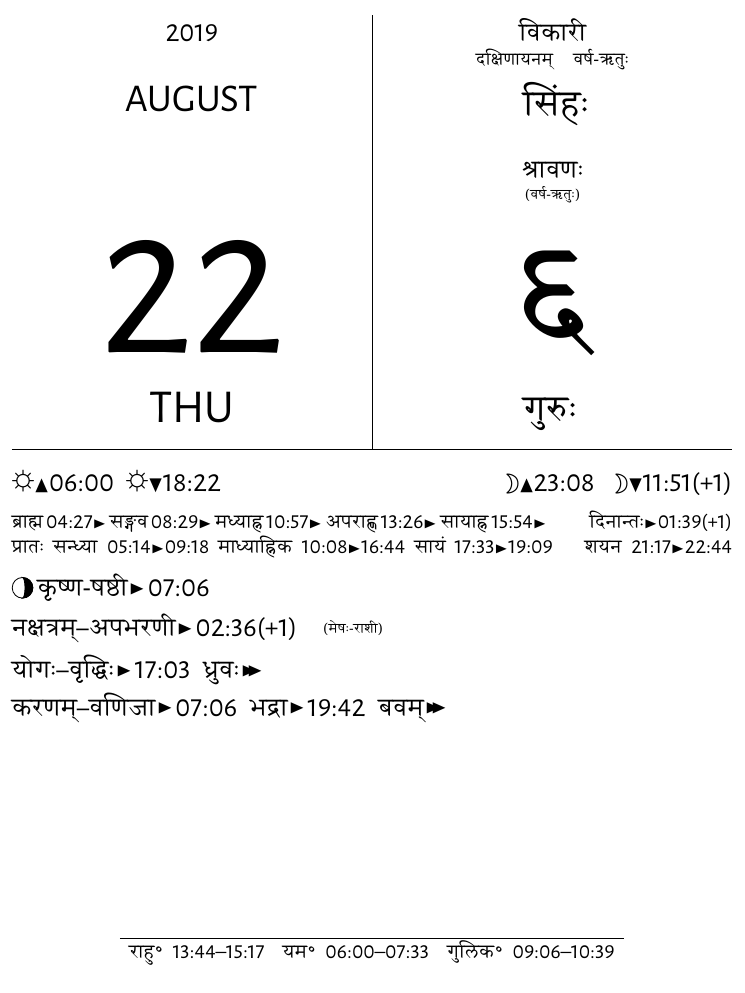 2019
AUGUST
22
THU
विकारी
दक्षिणायनम् वर्ष-ऋतुः
सिंहः
श्रावणः
(वर्ष-ऋतुः)
६
गुरुः
☼▲06:00 ☼▼18:22 ☽▲23:08 ☽▼11:51(+1)
ब्राह्म 04:27► सङ्गव 08:29► मध्याह्न 10:57► अपराह्ण 13:26► सायाह्न 15:54► दिनान्तः►01:39(+1)
प्रातः सन्ध्या 05:14►09:18 माध्याह्निक 10:08►16:44 सायं 17:33►19:09 शयन 21:17►22:44
कृष्ण-षष्ठी►07:06
नक्षत्रम्–अपभरणी►02:36(+1) (मेषः-राशी)
योगः–वृद्धिः►17:03 ध्रुवः►►
करणम्–वणिजा►07:06 भद्रा►19:42 बवम्►►
राहु° 13:44–15:17 यम° 06:00–07:33 गुलिक° 09:06–10:39